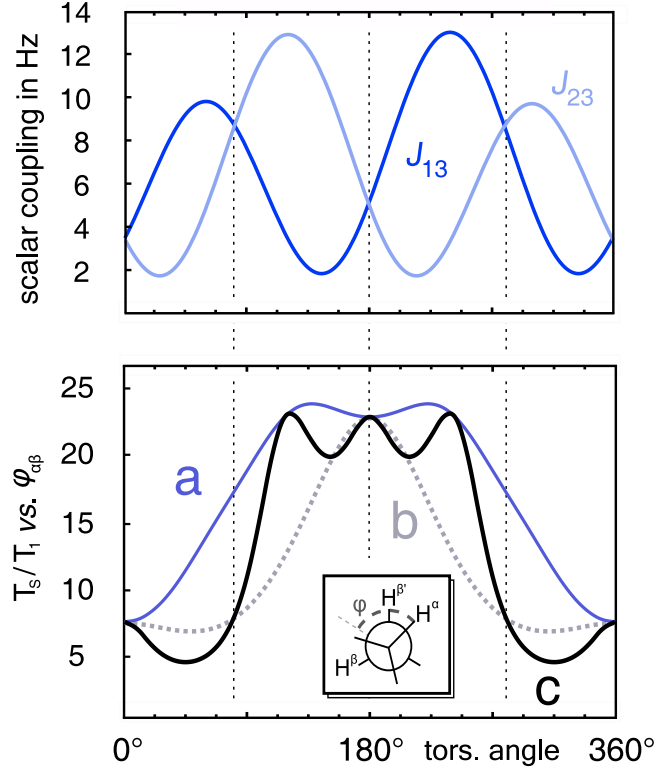 14
12
10
8
6
4
2
scalar coupling in Hz
J23
J13
25
20
15
10
5
Ts/T1 vs. φαβ
a
b
c
φ
Hβ'
Hα
Hβ
0°
180°
tors. angle
360°